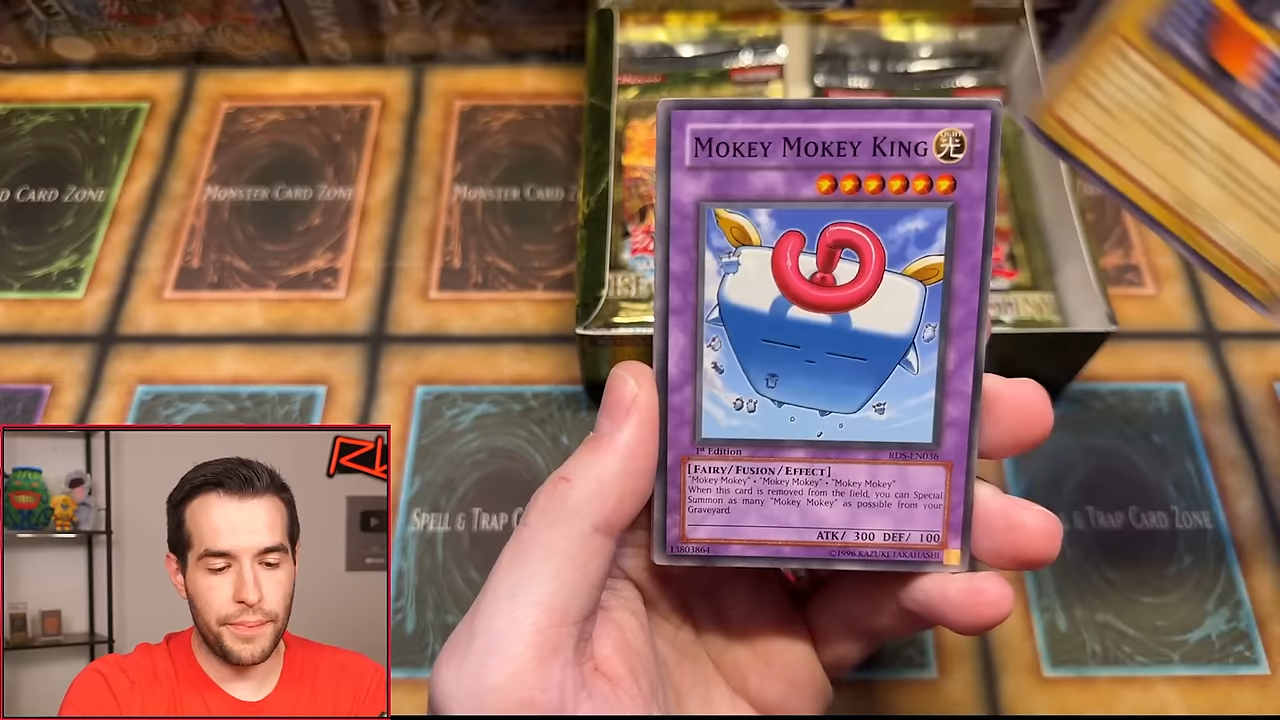 D CARD ZONE
MONSTER CARD ZONE
MONSTER CARD ZONE
MOKEY MOKEY KING
LIGHT
光
1st Edition
RDS-EN036
[FAIRY/FUSION/EFFECT]
"Mokey Mokey" + "Mokey Mokey" + "Mokey Mokey"
When this card is removed from the field, you can Special
Summon as many "Mokey Mokey" as possible from your
Graveyard.
ATK/ 300 DEF/ 100
13803864
©1996 KAZUKI TAKAHASHI
SPELL & TRAP C
& TRAP CARD ZONE